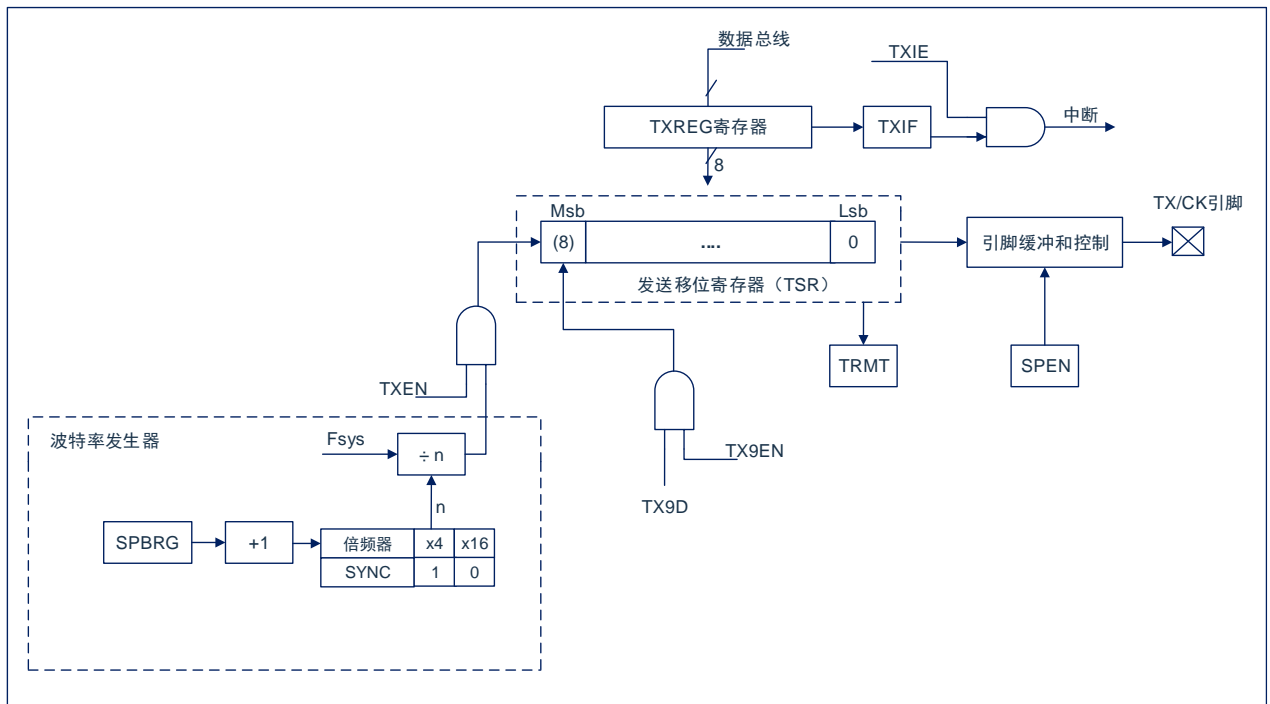 数据总线
TXIE
TXREG寄存器
TXIF
中断
8
Msb
Lsb
TX/CK引脚
(8)
....
0
引脚缓冲和控制
发送移位寄存器（TSR）
TRMT
SPEN
TXEN
波特率发生器
Fsys
÷ n
TX9EN
n
TX9D
SPBRG
+1
倍频器 x4 x16
SYNC 1 0